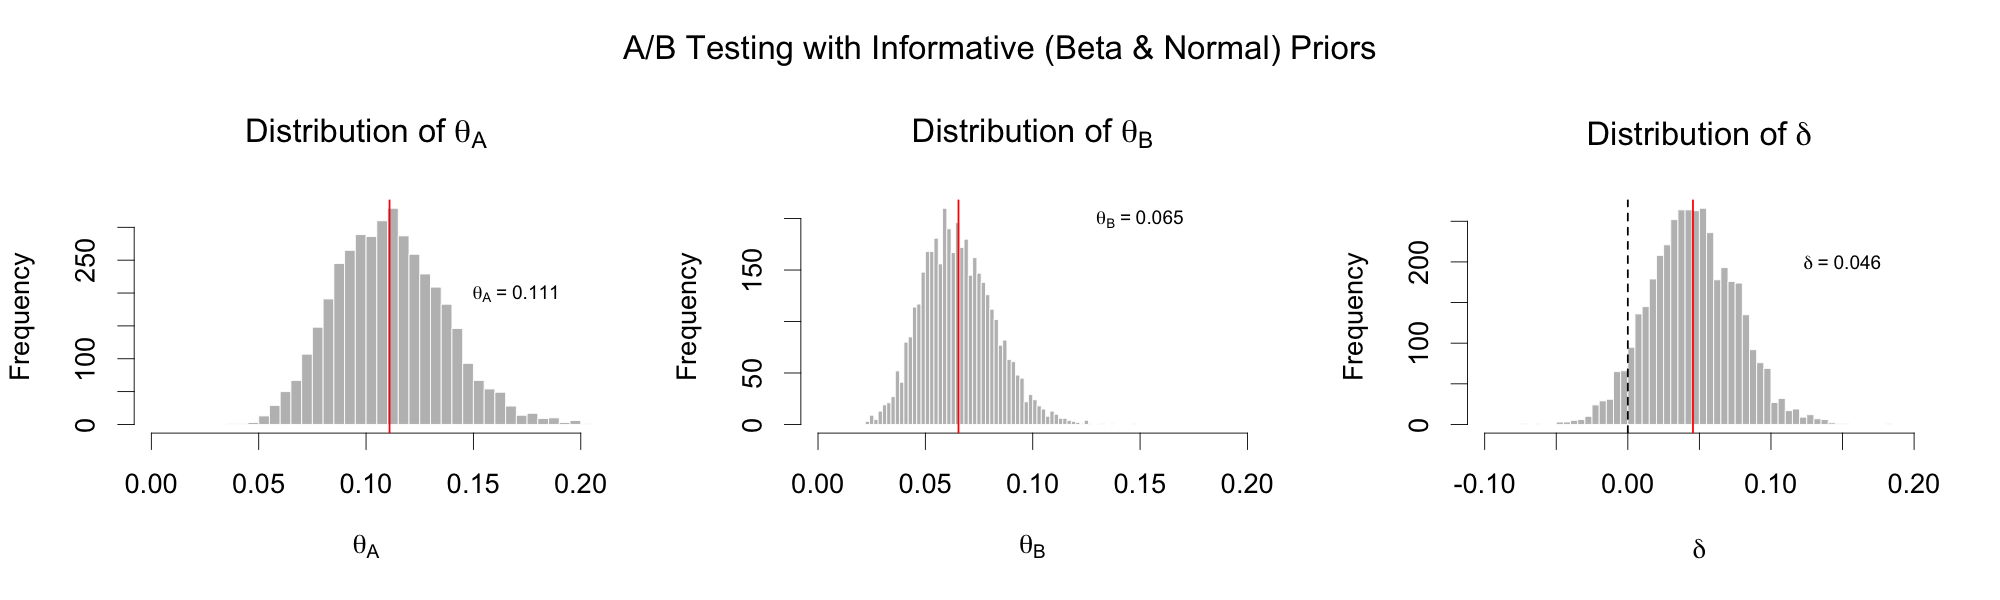 A/B Testing with Informative (Beta & Normal) Priors
Distribution of θA
Frequency
0
100
250
θA = 0.111
0.00 0.05 0.10 0.15 0.20
θA
Distribution of θB
Frequency
0
50
150
θB = 0.065
0.00 0.05 0.10 0.15 0.20
θB
Distribution of δ
Frequency
0
100
200
δ = 0.046
-0.10 0.00 0.10 0.20
δ